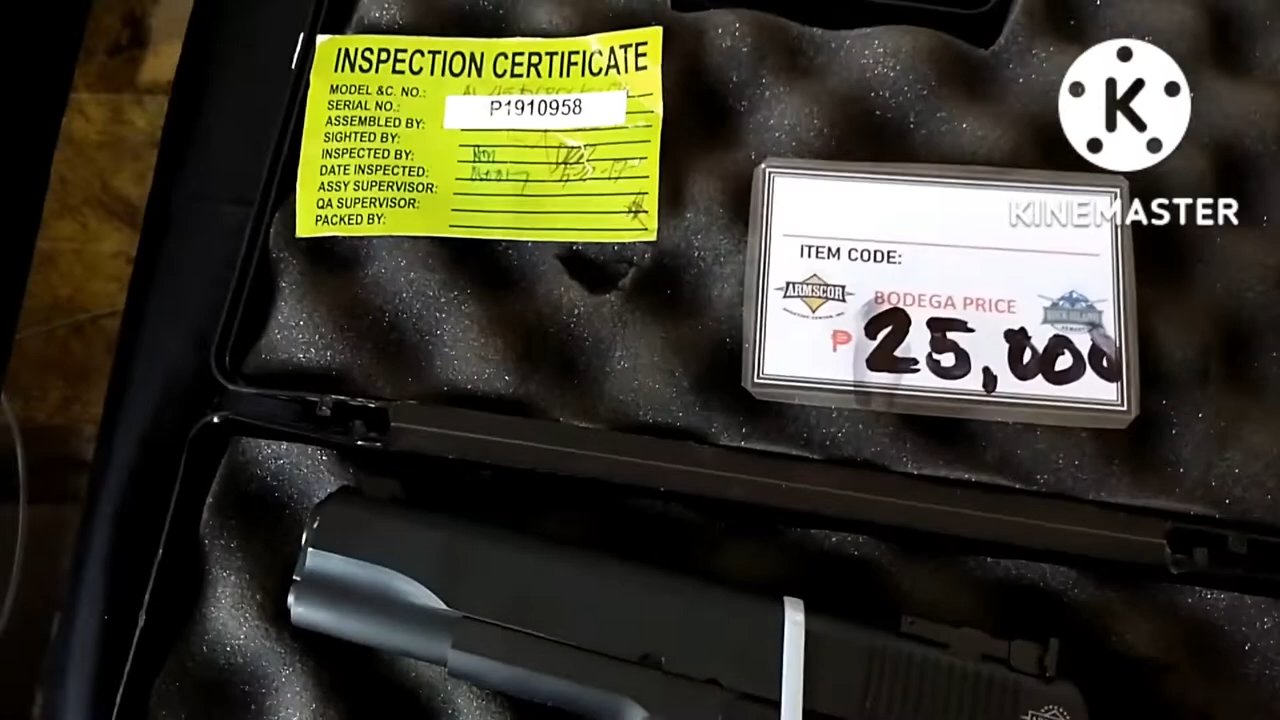 INSPECTION CERTIFICATE
MODEL &C. NO.:
SERIAL NO.: P1910958
ASSEMBLED BY:
SIGHTED BY:
INSPECTED BY:
DATE INSPECTED:
ASSY SUPERVISOR:
QA SUPERVISOR:
PACKED BY:
K
KINEMASTER
ITEM CODE:
ARMSCOR
BODEGA PRICE
₱ 25,000